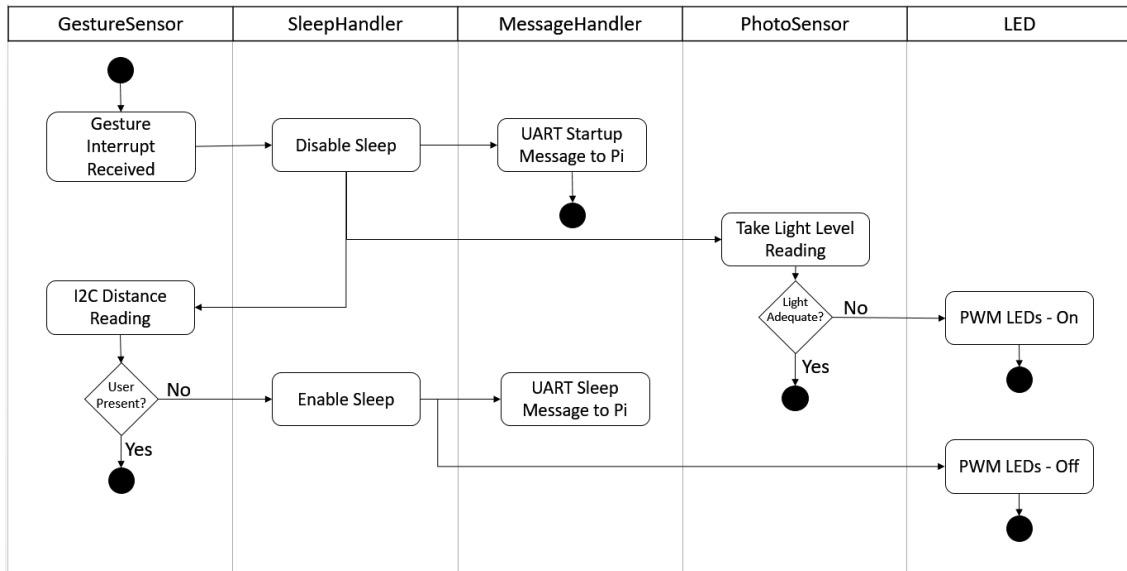 GestureSensor
SleepHandler
MessageHandler
PhotoSensor
LED
Gesture
Interrupt
Received
Disable Sleep
UART Startup
Message to Pi
Take Light Level
Reading
I2C Distance
Reading
Light
Adequate?
No
PWM LEDs - On
Yes
User
Present?
No
Enable Sleep
UART Sleep
Message to Pi
Yes
PWM LEDs - Off